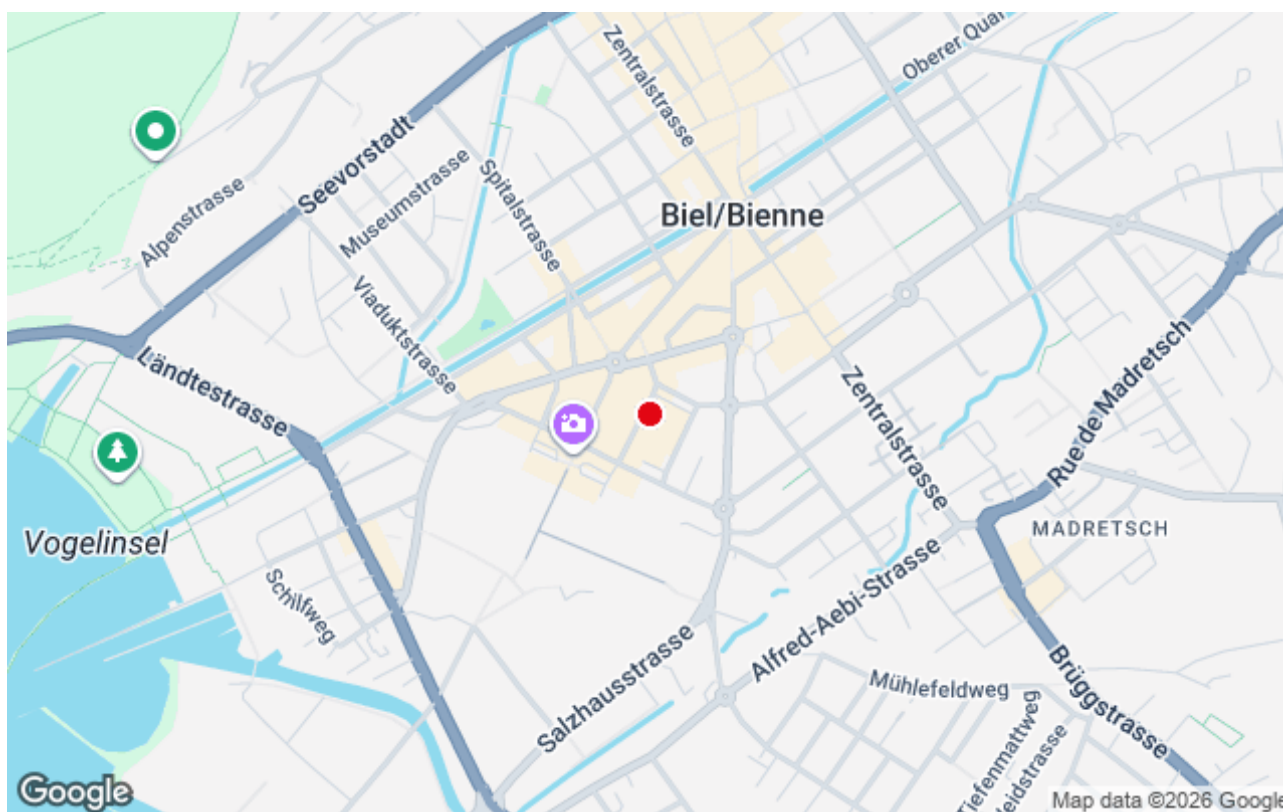 Zentralstrasse
Oberer Quai
Seevorstadt
Museumstrasse
Spitalstrasse
Alpenstrasse
Biel/Bienne
Viaduktstrasse
Ländtestrasse
Zentralstrasse
Rue de Madretsch
Vogelinsel
MADRETSCH
Schilfweg
Alfred-Aebi-Strasse
Salzhausstrasse
Mühlefeldweg
Brüggstrasse
Tiefenmattweg
eidstrasse
Google
Map data ©2026 Google